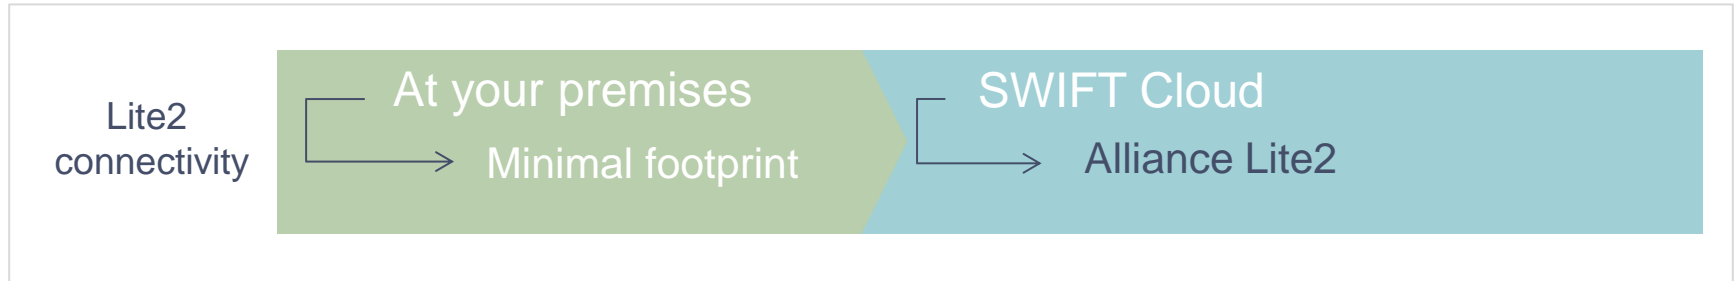 Lite2
connectivity
At your premises
Minimal footprint
SWIFT Cloud
Alliance Lite2